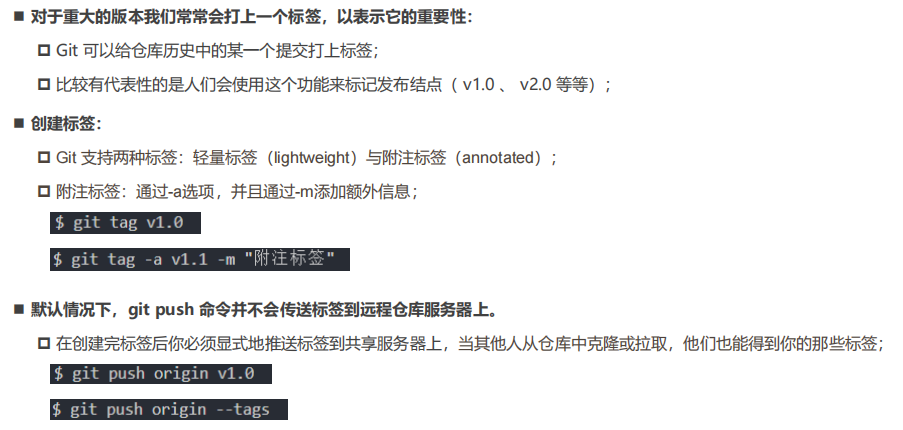 ■ 对于重大的版本我们常常会打上一个标签，以表示它的重要性：
□ Git 可以给仓库历史中的某一个提交打上标签；
□ 比较有代表性的是人们会使用这个功能来标记发布结点（ v1.0 、 v2.0 等等）；
■ 创建标签：
□ Git 支持两种标签：轻量标签（lightweight）与附注标签（annotated）；
□ 附注标签：通过-a选项，并且通过-m添加额外信息；
$ git tag v1.0
$ git tag -a v1.1 -m "附注标签"
■ 默认情况下，git push 命令并不会传送标签到远程仓库服务器上。
□ 在创建完标签后你必须显式地推送标签到共享服务器上，当其他人从仓库中克隆或拉取，他们也能得到你的那些标签；
$ git push origin v1.0
$ git push origin --tags